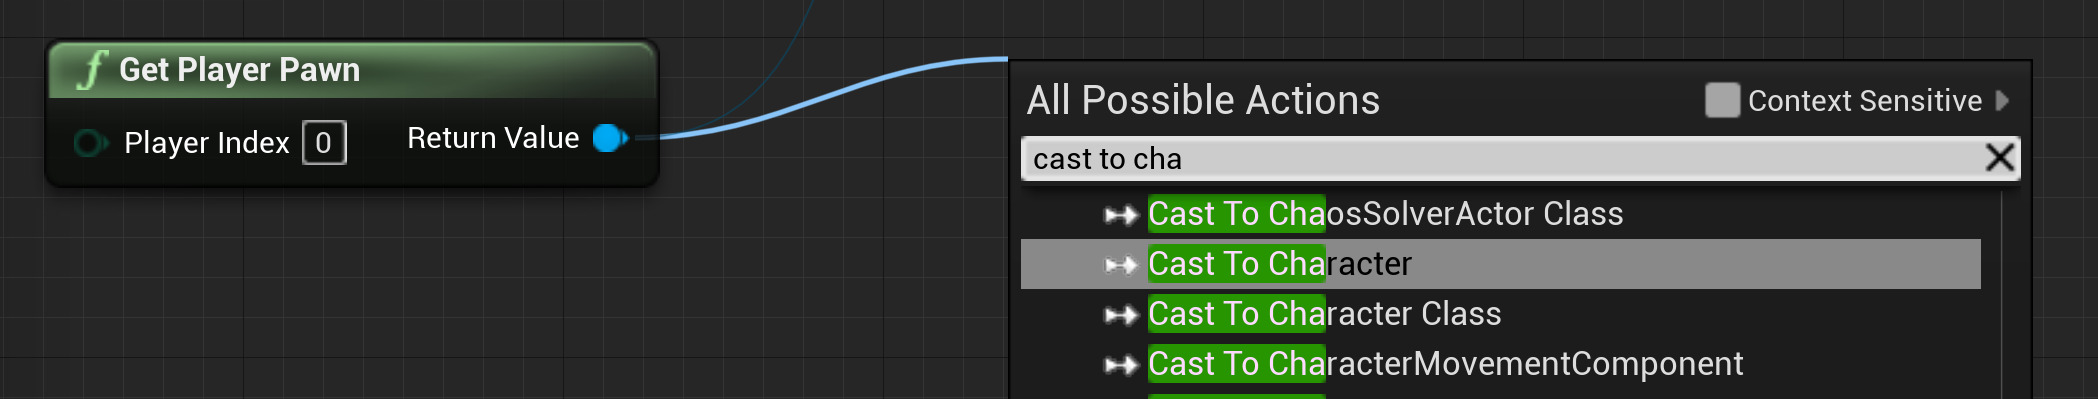 Get Player Pawn
Player Index 0 Return Value
All Possible Actions Context Sensitive
cast to cha
Cast To ChaosSolverActor Class
Cast To Character
Cast To Character Class
Cast To CharacterMovementComponent